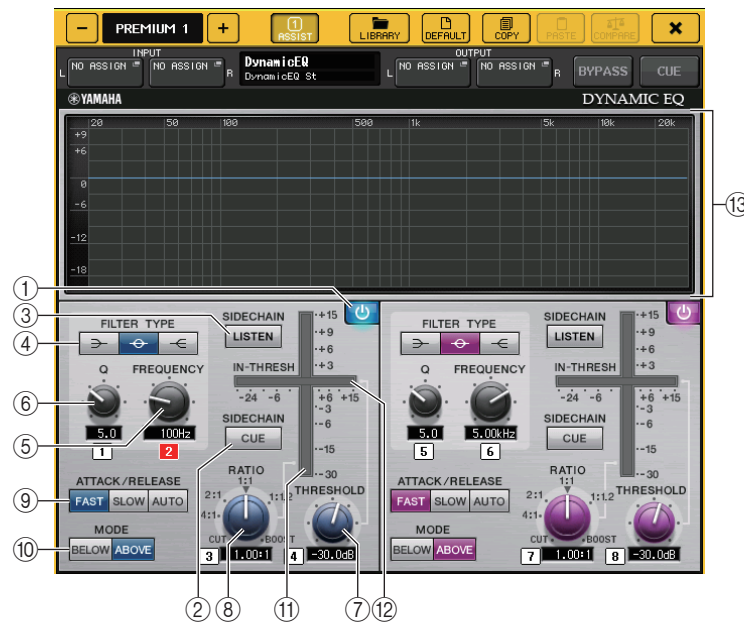 − PREMIUM 1 +
1 ASSIST
LIBRARY
DEFAULT
COPY
PASTE
COMPARE
×
INPUT
L NO ASSIGN NO ASSIGN R
DynamicEQ
DynamicEQ St
OUTPUT
L NO ASSIGN NO ASSIGN R
BYPASS
CUE
YAMAHA
DYNAMIC EQ
20 50 100 500 1k 5k 10k 20k
+9
+6
0
-6
-12
-18
⑬
①
③
④
⑥
⑤
⑨
⑩
FILTER TYPE
SIDECHAIN
LISTEN
+15
+9
+6
+3
Q
FREQUENCY
IN-THRESH
-24 -6 +6 +15
-3
-6
-15
-30
5.0
100Hz
1
2
SIDECHAIN
CUE
ATTACK/RELEASE
FAST SLOW AUTO
RATIO
1:1
2:1
1:1.2
4:1
CUT
BOOST
THRESHOLD
MODE
BELOW ABOVE
3
1.00:1
4
-30.0dB
FILTER TYPE
SIDECHAIN
LISTEN
+15
+9
+6
+3
Q
FREQUENCY
IN-THRESH
-24 -6 +6 +15
-3
-6
-15
-30
5.0
5.00kHz
5
6
SIDECHAIN
CUE
ATTACK/RELEASE
FAST SLOW AUTO
RATIO
1:1
2:1
1:1.2
4:1
CUT
BOOST
THRESHOLD
MODE
BELOW ABOVE
7
1.00:1
8
-30.0dB
② ⑧ ⑪ ⑦ ⑫